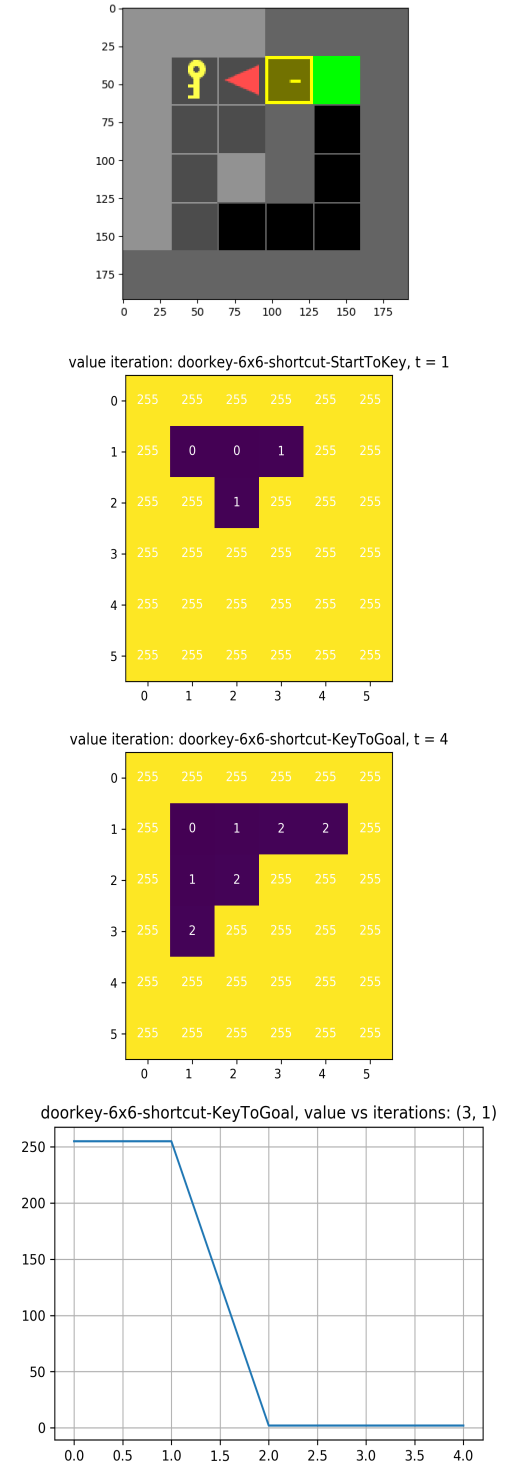 0
25
50
75
100
125
150
175
0 25 50 75 100 125 150 175
value iteration: doorkey-6x6-shortcut-StartToKey, t = 1
0 255 255 255 255 255 255
1 255 0 0 1 255 255
2 255 255 1 255 255 255
3 255 255 255 255 255 255
4 255 255 255 255 255 255
5 255 255 255 255 255 255
0 1 2 3 4 5
value iteration: doorkey-6x6-shortcut-KeyToGoal, t = 4
0 255 255 255 255 255 255
1 255 0 1 2 2 255
2 255 1 2 255 255 255
3 255 2 255 255 255 255
4 255 255 255 255 255 255
5 255 255 255 255 255 255
0 1 2 3 4 5
doorkey-6x6-shortcut-KeyToGoal, value vs iterations: (3, 1)
250
200
150
100
50
0
0.0 0.5 1.0 1.5 2.0 2.5 3.0 3.5 4.0